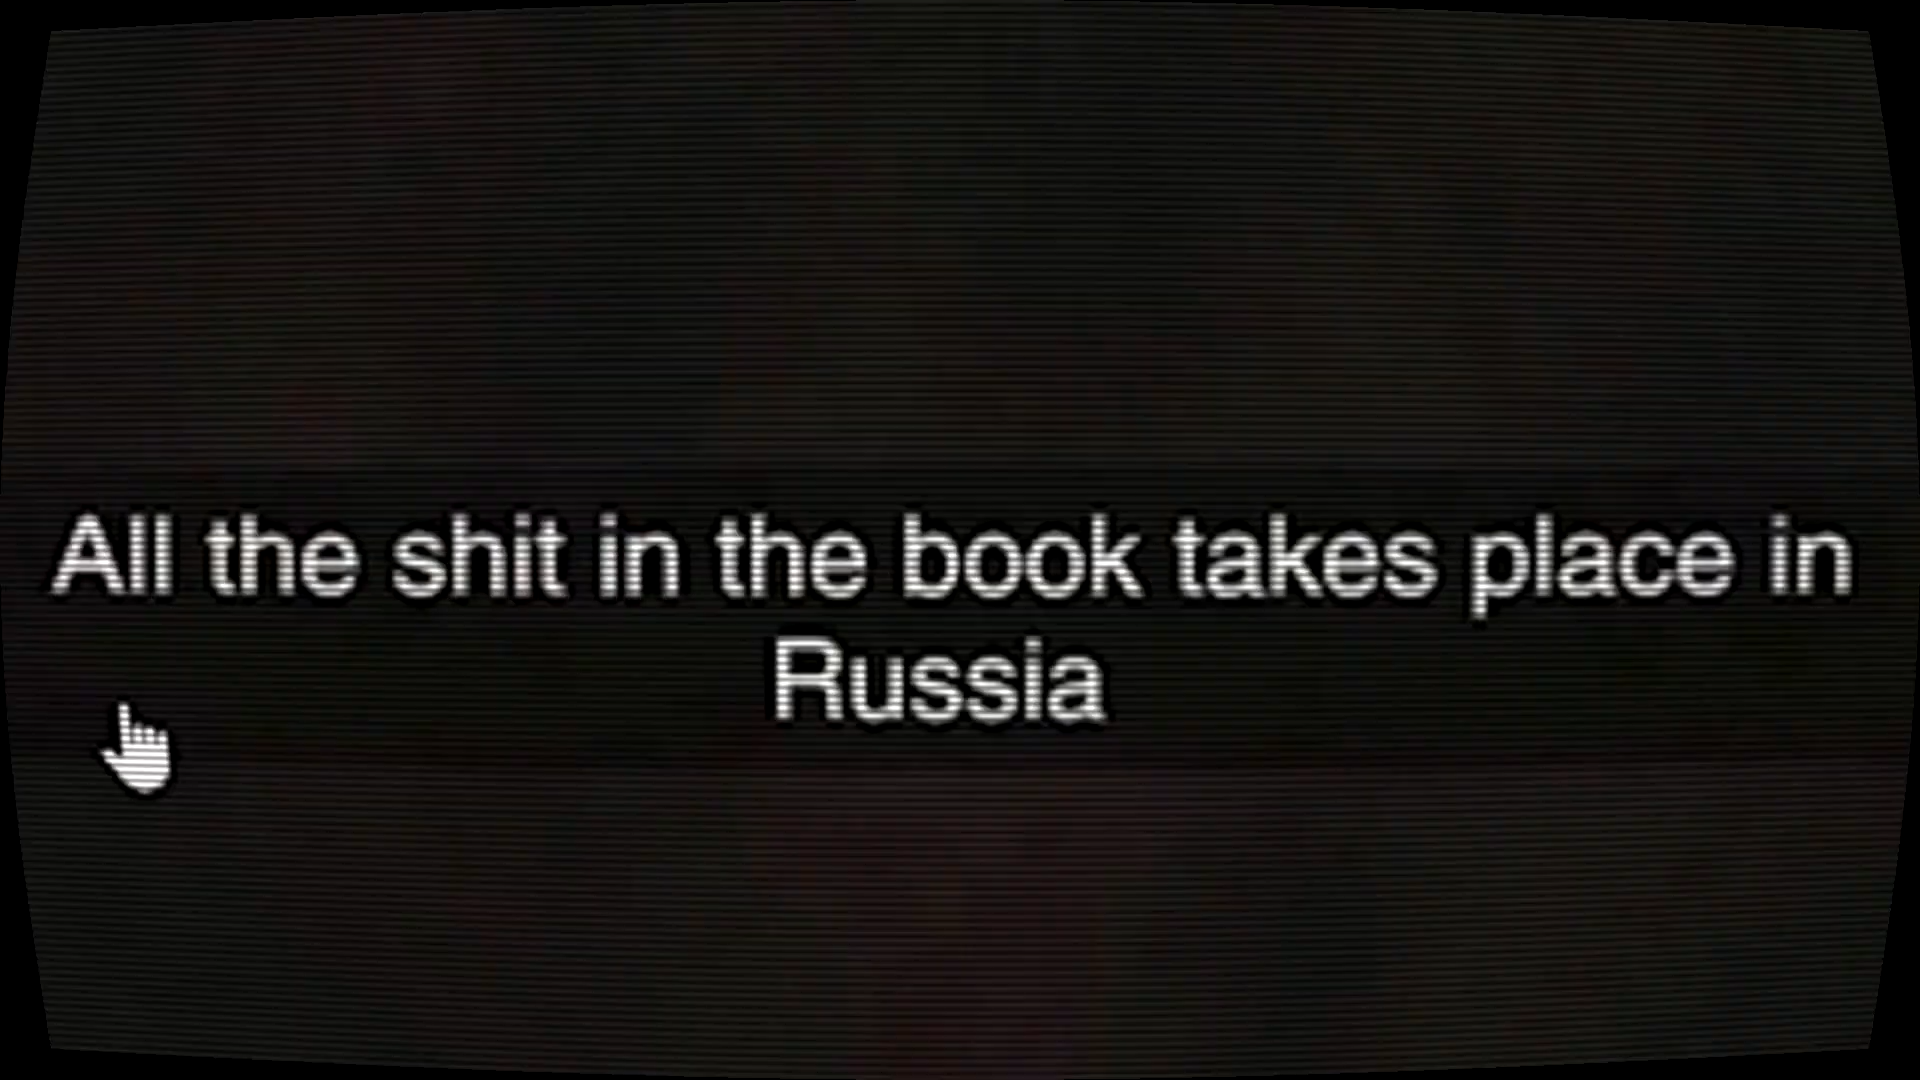 All the shit in the book takes place in
Russia